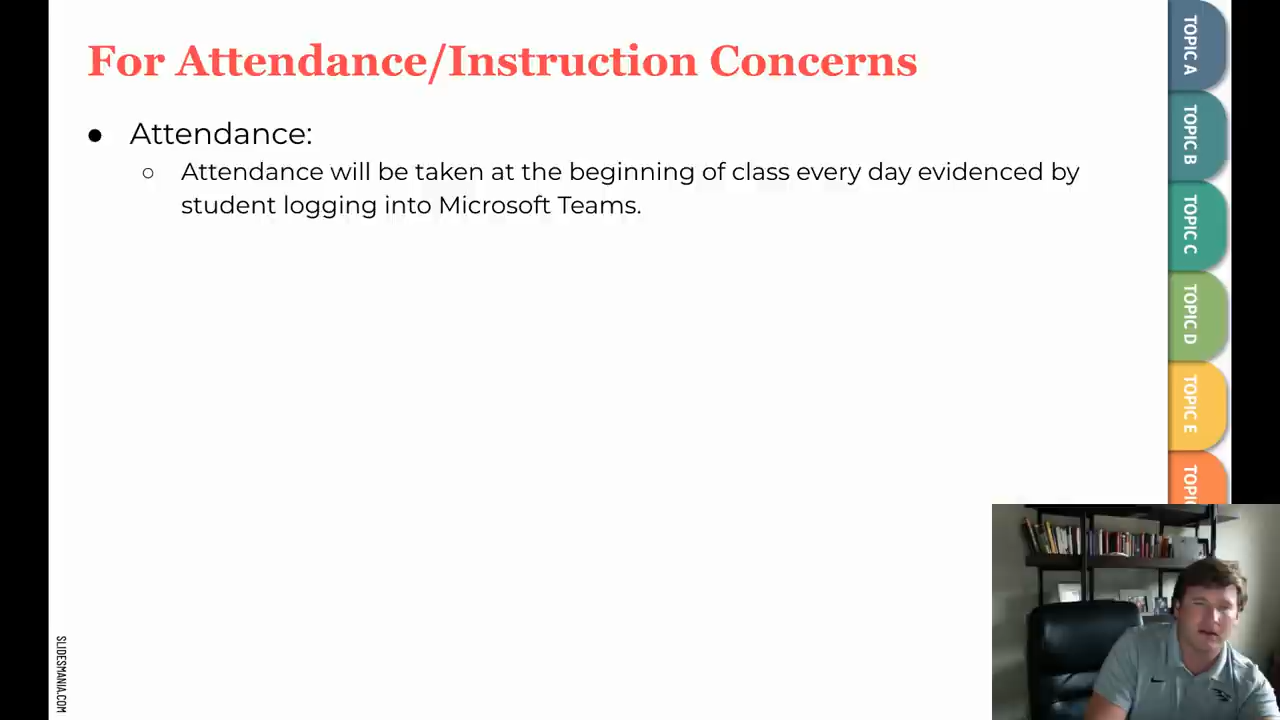 For Attendance/Instruction Concerns
● Attendance:
○ Attendance will be taken at the beginning of class every day evidenced by
student logging into Microsoft Teams.
TOPIC A
TOPIC B
TOPIC C
TOPIC D
TOPIC E
TOPIC
SLIDESMANIA.COM